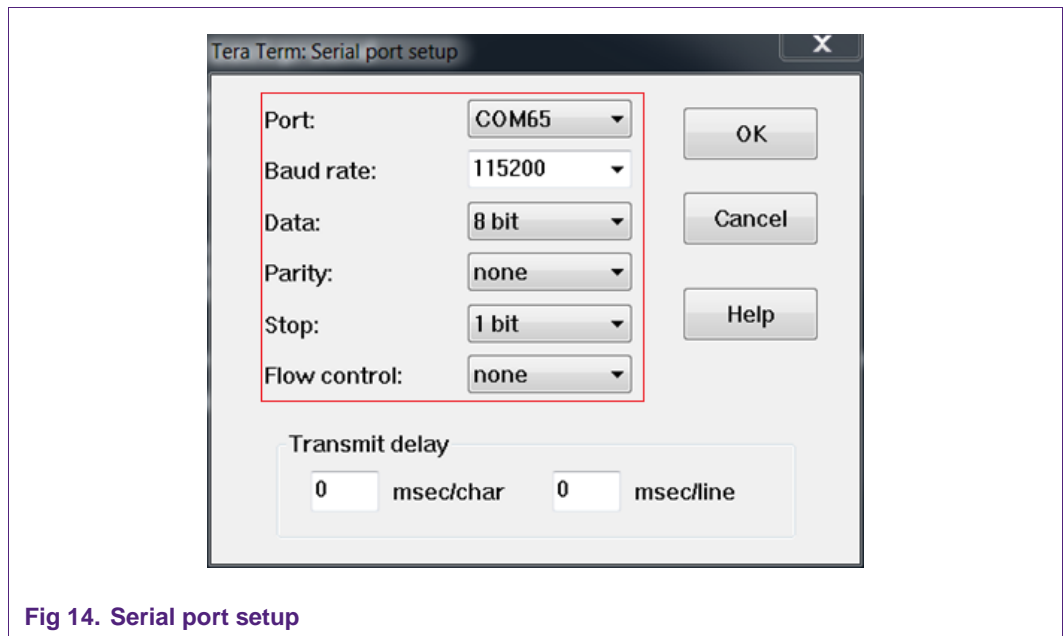 Tera Term: Serial port setup
X
Port: COM65
OK
Baud rate: 115200
Data: 8 bit
Cancel
Parity: none
Stop: 1 bit
Help
Flow control: none
Transmit delay
0 msec/char 0 msec/line
Fig 14. Serial port setup